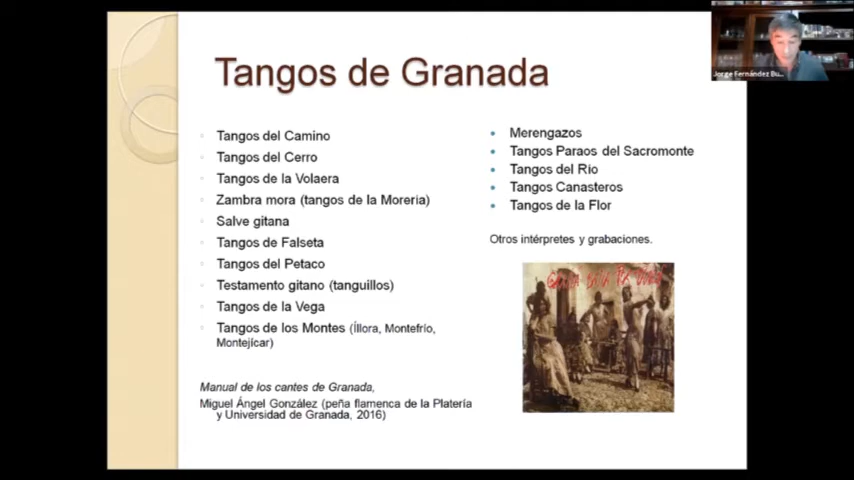 Tangos de Granada
Jorge Fernández Bu...
Tangos del Camino
Tangos del Cerro
Tangos de la Volaera
Zambra mora (tangos de la Moreria)
Salve gitana
Tangos de Falseta
Tangos del Petaco
Testamento gitano (tanguillos)
Tangos de la Vega
Tangos de los Montes (Íllora, Montefrío,
Montejícar)
Manual de los cantes de Granada,
Miguel Ángel González (peña flamenca de la Platería
y Universidad de Granada, 2016)
Merengazos
Tangos Paraos del Sacromonte
Tangos del Río
Tangos Canasteros
Tangos de la Flor
Otros intérpretes y grabaciones.